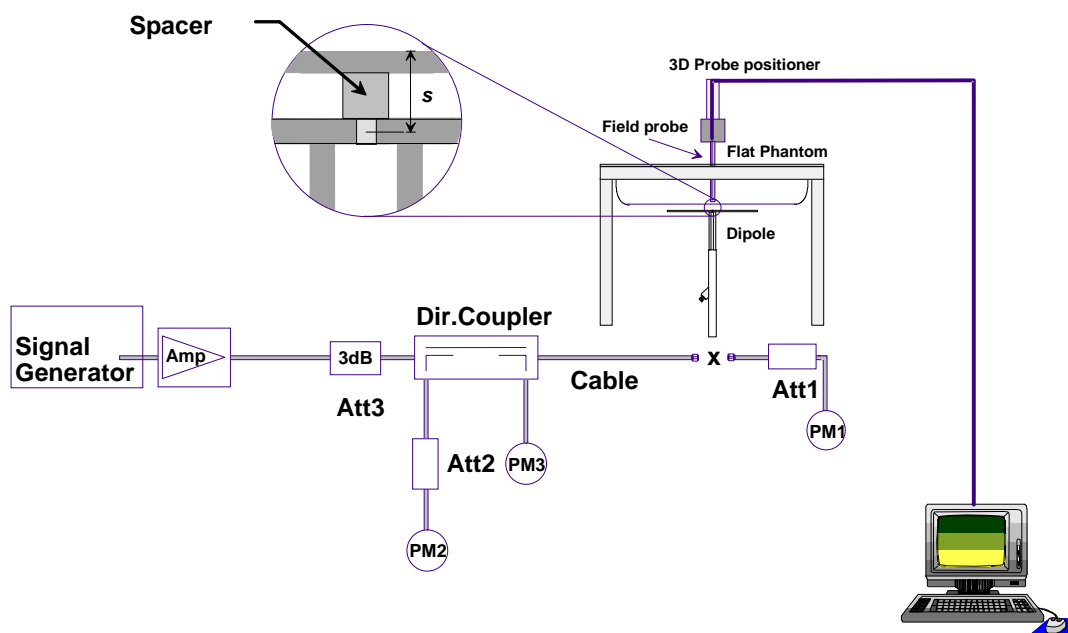 Spacer
s
3D Probe positioner
Field probe
Flat Phantom
Dipole
Dir.Coupler
Signal
Generator
Amp
3dB
Att3
Cable
x
Att1
PM1
Att2
PM3
PM2